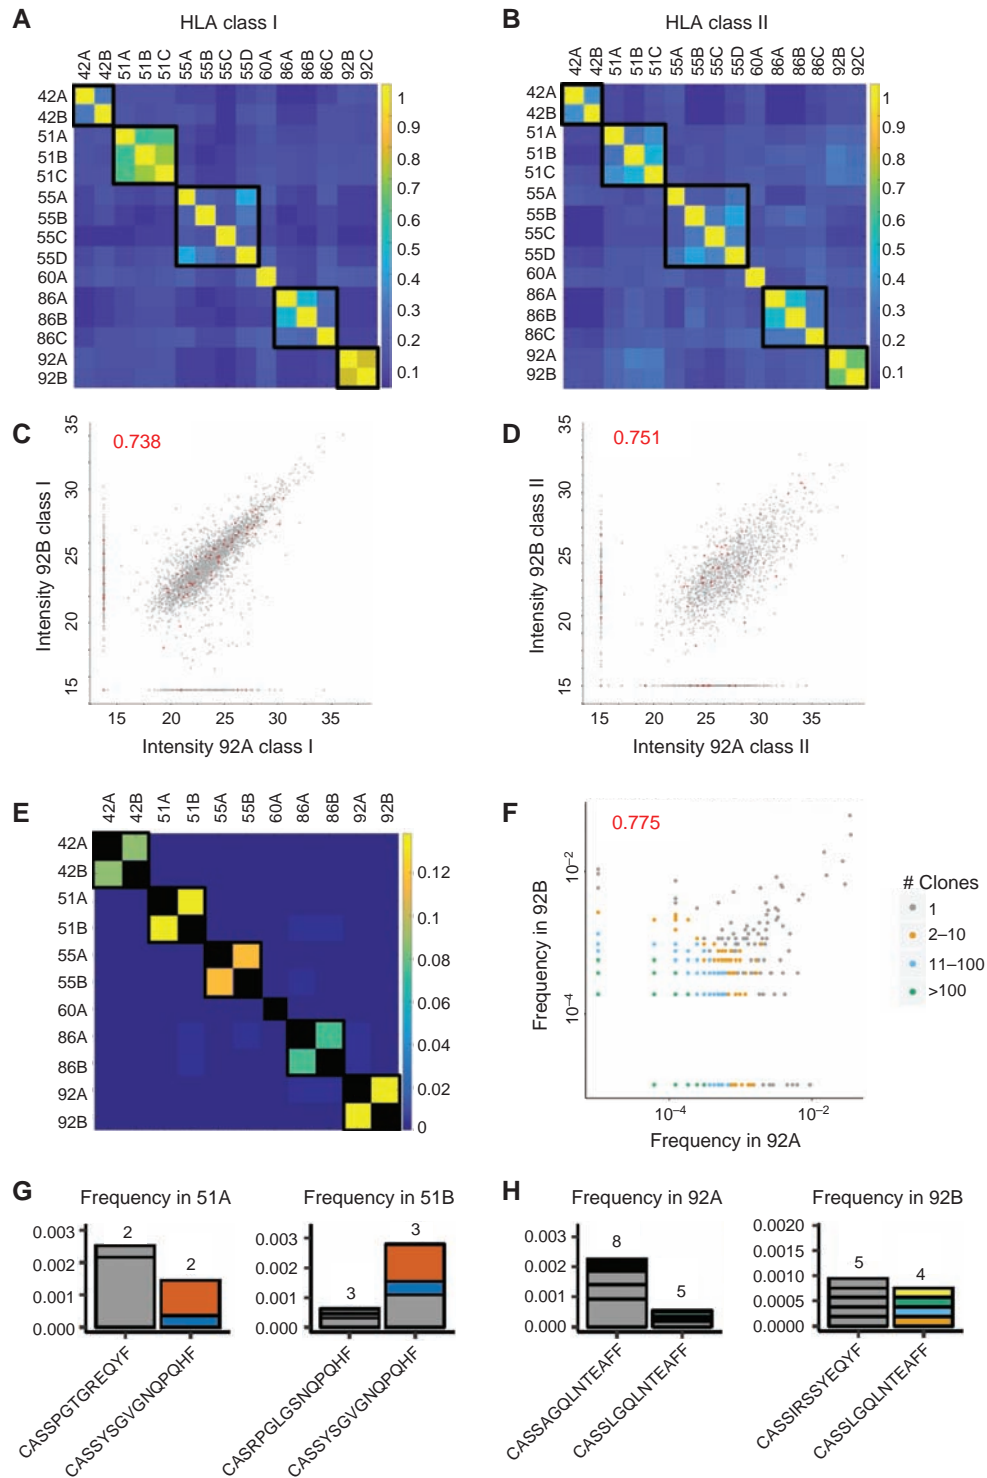 A
HLA class I
42A 42B 51A 51B 51C 55A 55B 55C 55D 60A 86A 86B 86C 92B 92C
42A
42B
51A
51B
51C
55A
55B
55C
55D
60A
86A
86B
86C
92A
92B
1
0.9
0.8
0.7
0.6
0.5
0.4
0.3
0.2
0.1
B
HLA class II
42A 42B 51A 51B 51C 55A 55B 55C 55D 60A 86A 86B 86C 92B 92C
42A
42B
51A
51B
51C
55A
55B
55C
55D
60A
86A
86B
86C
92A
92B
1
0.9
0.8
0.7
0.6
0.5
0.4
0.3
0.2
0.1
C
0.738
Intensity 92B class I
35
30
25
20
15
15 20 25 30 35
Intensity 92A class I
D
0.751
Intensity 92B class II
35
30
25
20
15
15 20 25 30 35
Intensity 92A class II
E
42A 42B 51A 51B 55A 55B 60A 86A 86B 92A 92B
42A
42B
51A
51B
55A
55B
60A
86A
86B
92A
92B
0.12
0.1
0.08
0.06
0.04
0.02
0
F
0.775
Frequency in 92B
10⁻²
10⁻⁴
10⁻⁴ 10⁻²
Frequency in 92A
# Clones
1
2–10
11–100
>100
G
Frequency in 51A
0.003
0.002
0.001
0.000
2
2
CASSPGTGREQYF
CASSYSGVGNQPQHF
Frequency in 51B
0.003
0.002
0.001
0.000
3
3
CASRPGLGSNQPQHF
CASSYSGVGNQPQHF
H
Frequency in 92A
0.003
0.002
0.001
0.000
8
5
CASSAGQLNTEAFF
CASSLGQLNTEAFF
Frequency in 92B
0.0020
0.0015
0.0010
0.0005
0.0000
5
4
CASSIRSSYEQYF
CASSLGQLNTEAFF